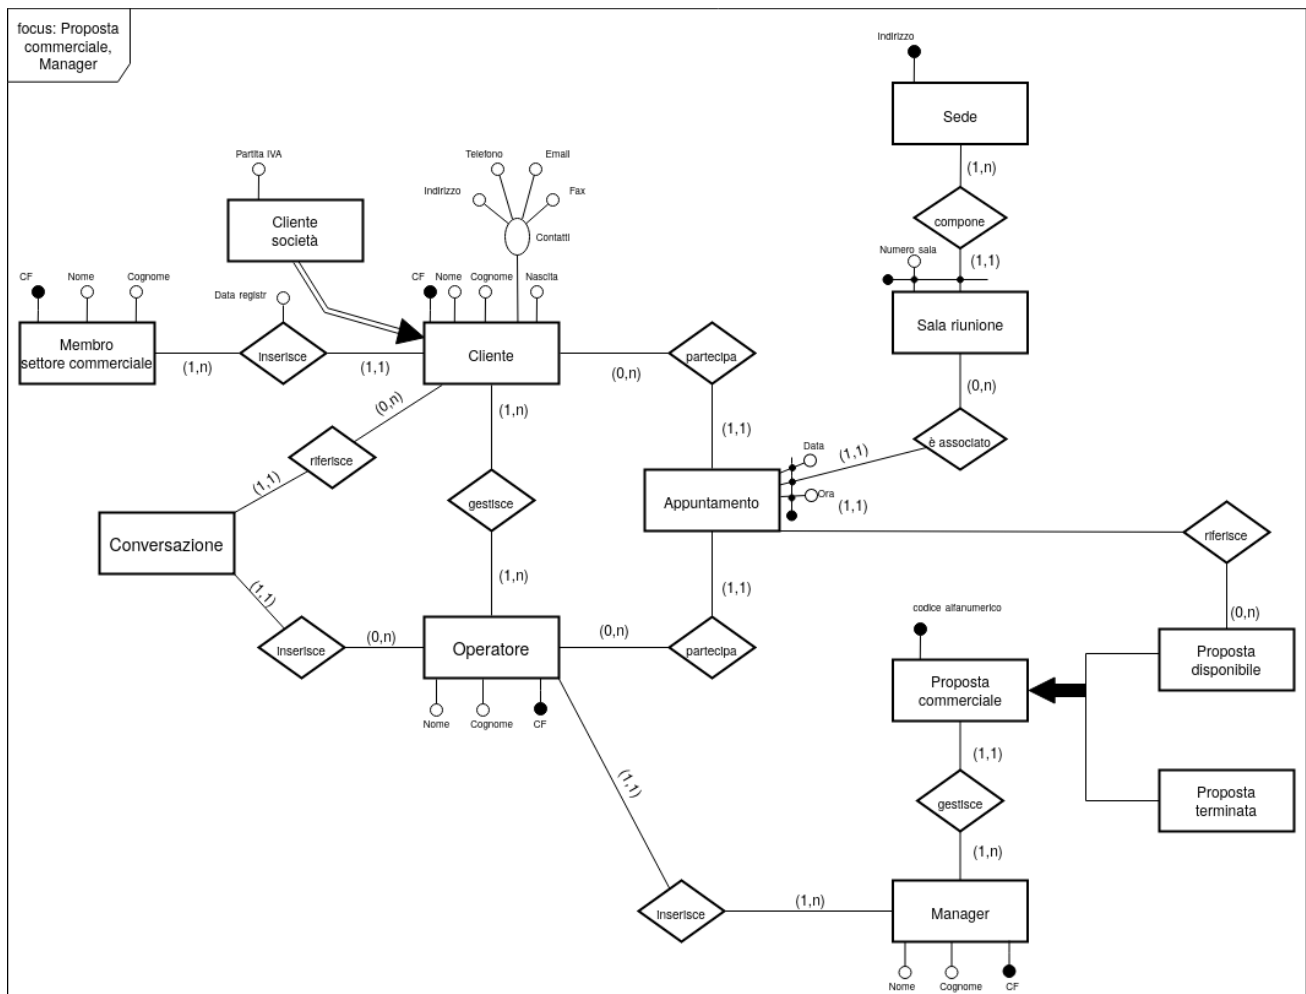 focus: Proposta
commerciale,
Manager
Indirizzo
Sede
(1,n)
compone
Numero sala
(1,1)
Sala riunione
(0,n)
è associato
Partita IVA
Cliente
società
Telefono
Email
Indirizzo
Fax
Contatti
CF
Nome
Cognome
Data registr
CF
Nome
Cognome
Nascita
Membro
settore commerciale
(1,n)
Inserisce
(1,1)
Cliente
(0,n)
partecipa
(0,n)
riferisce
(1,1)
(1,n)
gestisce
(1,n)
(1,1)
Appuntamento
Data
Ora
(1,1)
(1,1)
riferisce
(0,n)
Conversazione
(1,1)
Inserisce
(0,n)
Operatore
(0,n)
partecipa
(1,1)
Nome
Cognome
CF
codice alfanumerico
Proposta
commerciale
Proposta
disponibile
Proposta
terminata
(1,1)
gestisce
(1,n)
(1,1)
Inserisce
(1,n)
Manager
Nome
Cognome
CF